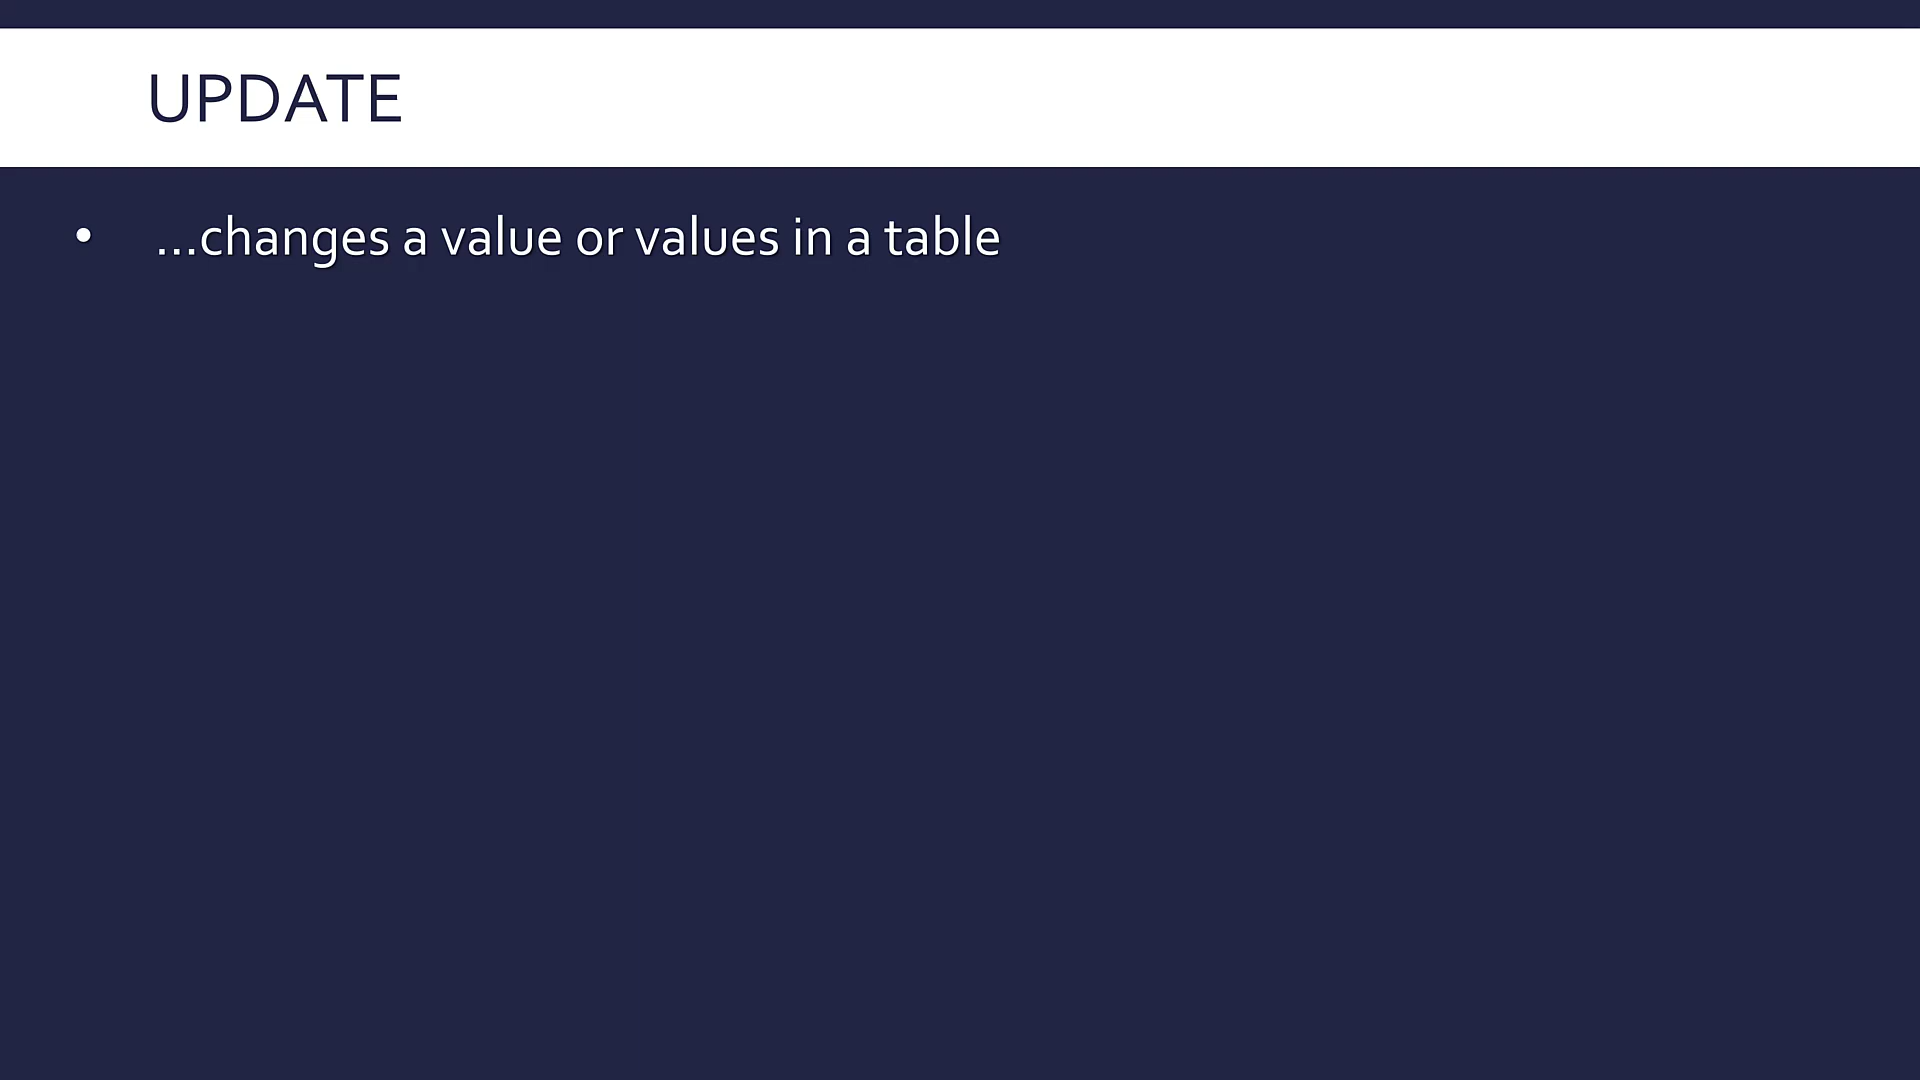 UPDATE
• ...changes a value or values in a table